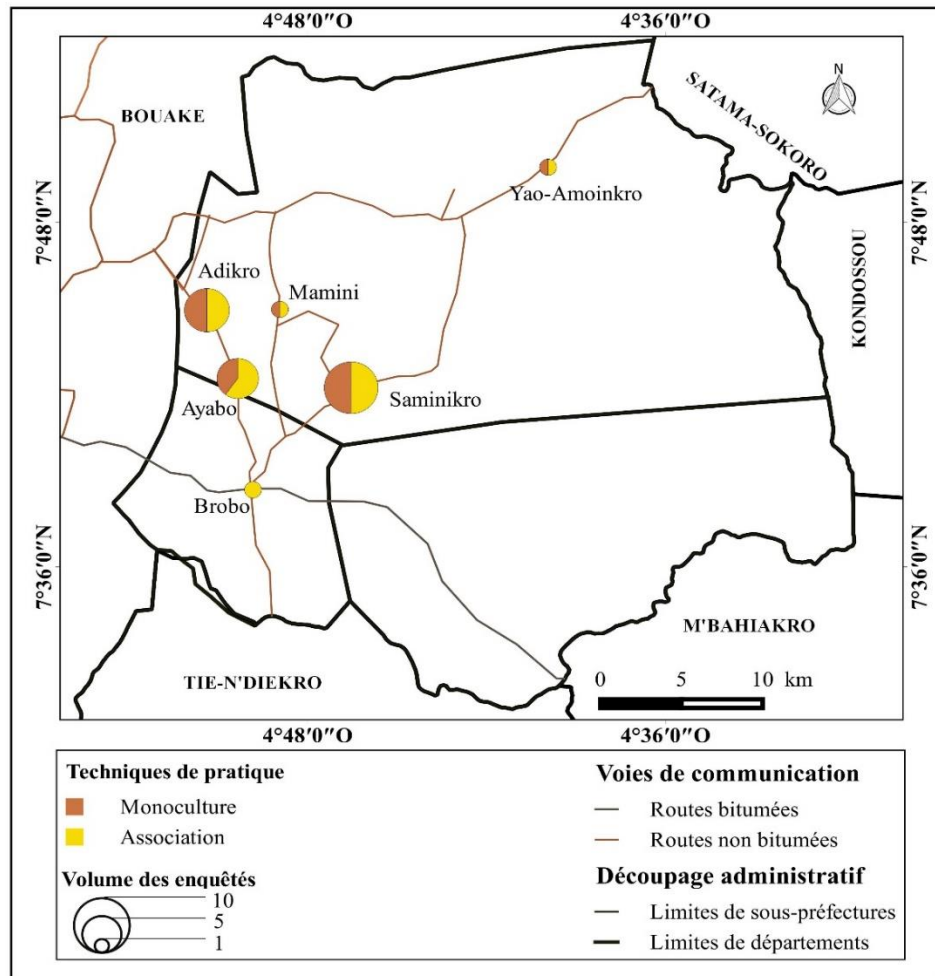 4°48′0″O
4°36′0″O
N
BOUAKE
SATAMA-SOKORO
Yao-Amoinkro
7°48′0″N
7°48′0″N
Adikro
Mamini
KONDOSSOU
Ayabo
Saminikro
Brobo
7°36′0″N
7°36′0″N
M'BAHIAKRO
TIE-N'DIEKRO
0 5 10 km
4°48′0″O
4°36′0″O
Techniques de pratique
Monoculture
Association
Volume des enquêtés
10
5
1
Voies de communication
Routes bitumées
Routes non bitumées
Découpage administratif
Limites de sous-préfectures
Limites de départements